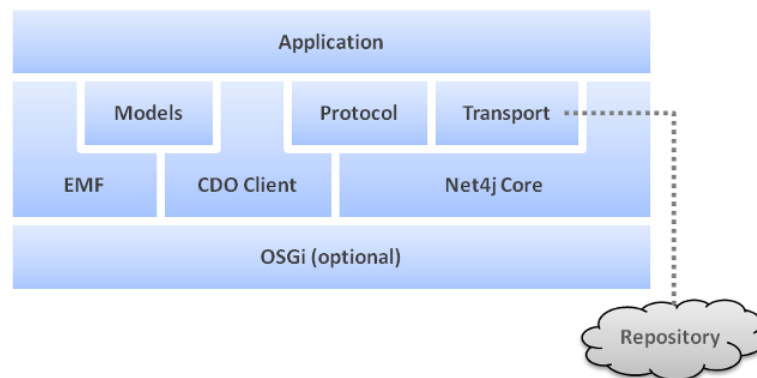 Application
Models
Protocol
Transport
EMF
CDO Client
Net4j Core
OSGi (optional)
Repository